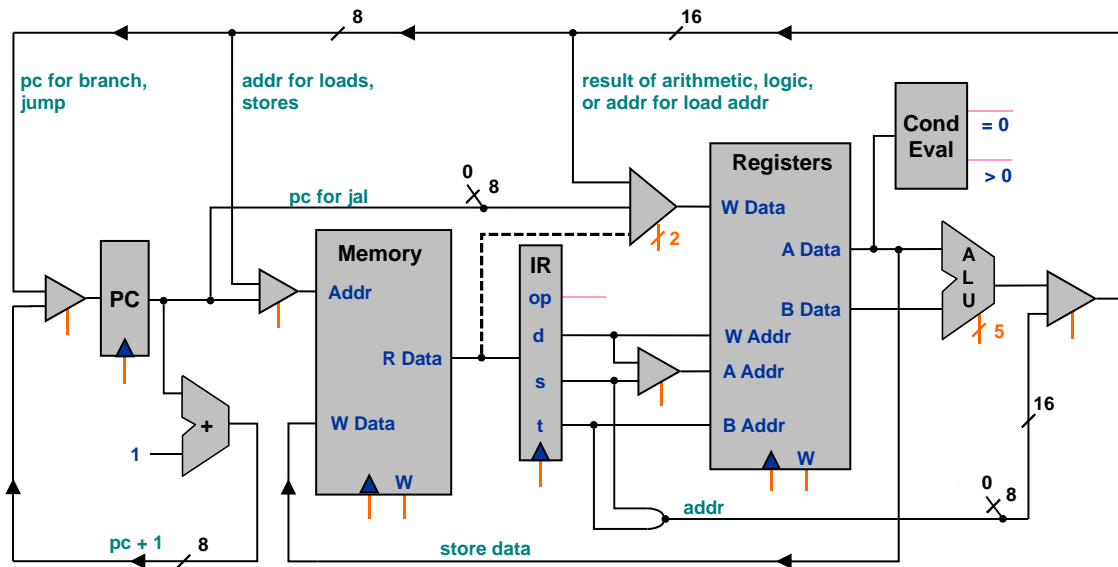 8
16
pc for branch,
jump
addr for loads,
stores
result of arithmetic, logic,
or addr for load addr
Cond
Eval
= 0
> 0
Registers
0
8
pc for jal
W Data
2
Memory
IR
A Data
A
L
U
PC
Addr
op
B Data
5
d
W Addr
R Data
A Addr
s
W Data
t
B Addr
+
1
16
W
W
0
8
addr
pc + 1
8
store data